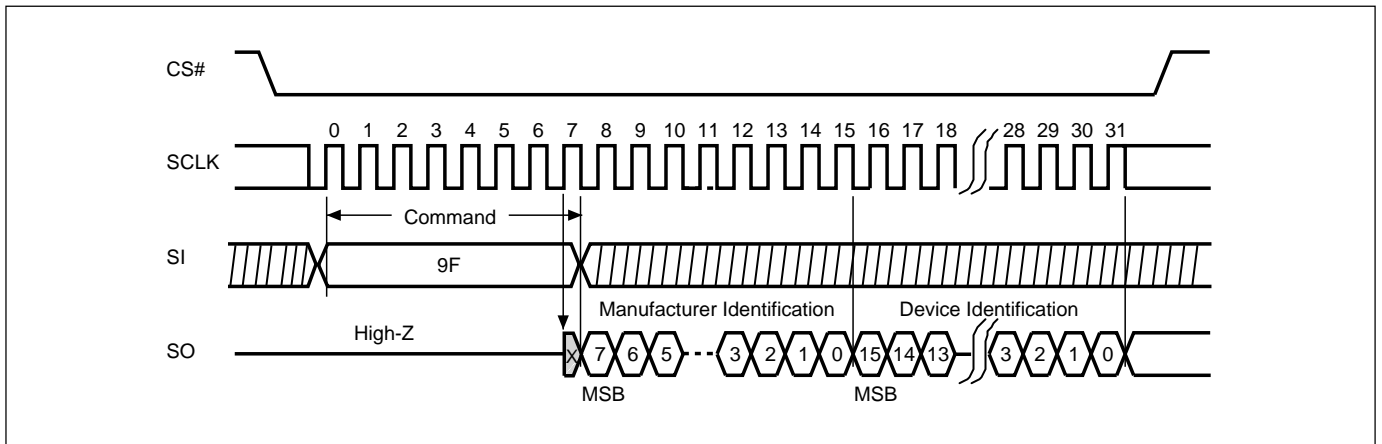 CS#
0 1 2 3 4 5 6 7 8 9 10 11 12 13 14 15 16 17 18 28 29 30 31
SCLK
Command
SI
9F
Manufacturer Identification Device Identification
High-Z
SO
X 7 6 5 3 2 1 0 15 14 13 3 2 1 0
MSB MSB